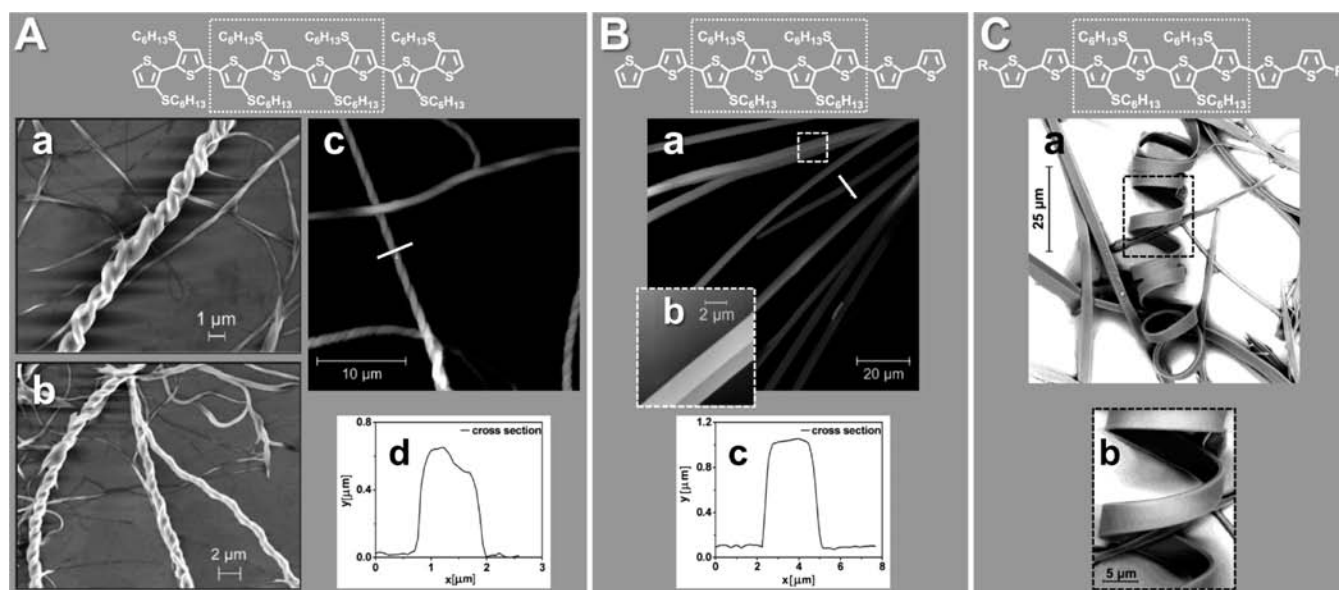 A
C6H13S C6H13S C6H13S C6H13S
S S S S
S S S S
SC6H13 SC6H13 SC6H13 SC6H13
a
1 µm
b
2 µm
c
10 µm
d
cross section
0.8
0.4
0.0
y[µm]
0 1 2 3
x[µm]
B
C6H13S C6H13S
S S S S
S S S S
SC6H13 SC6H13
a
20 µm
b
2 µm
c
cross section
1.2
0.8
0.4
0.0
y[µm]
0 2 4 6 8
x[µm]
C
C6H13S C6H13S
S S S S
R S S S S R
SC6H13 SC6H13
a
25 µm
b
5 µm